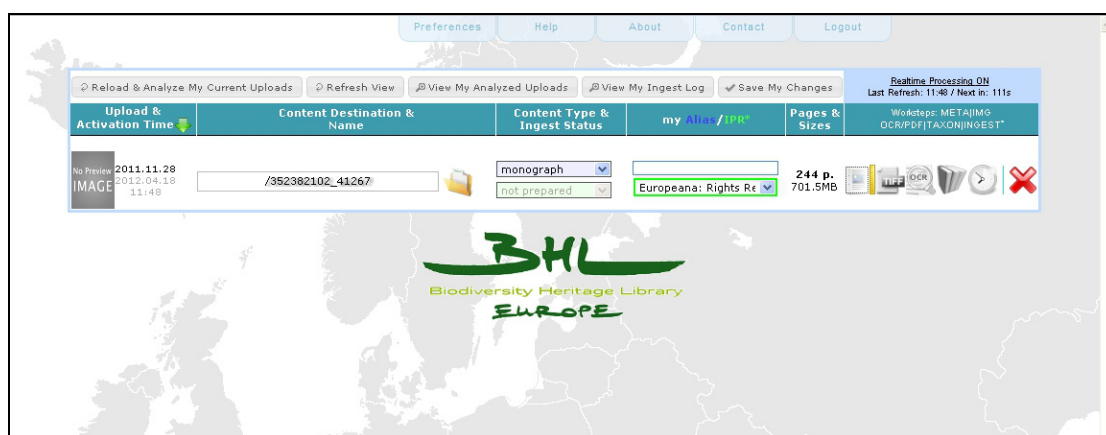 Preferences Help About Contact Logout
Reload & Analyze My Current Uploads Refresh View View My Analyzed Uploads View My Ingest Log Save My Changes
Realtime Processing ON
Last Refresh: 11:48 / Next in: 111s
Upload &
Activation Time
Content Destination &
Name
Content Type &
Ingest Status
my Alias/IPR*
Pages &
Sizes
Worksteps: META|IMG
OCR/PDF|TAXON|INGEST*
No Preview
IMAGE
2011.11.28
2012.04.18
11:48
/352382102_41267
monograph
not prepared
Europeana: Rights Re
244 p.
701.5MB
TIFF
OCR
BHL
Biodiversity Heritage Library
EUROPE